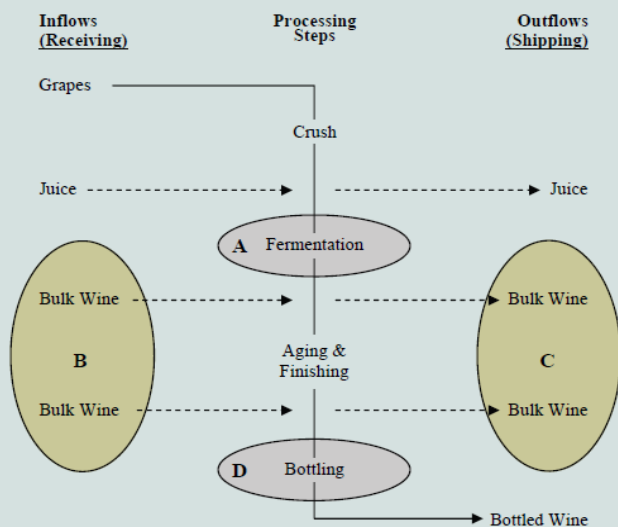 Inflows
(Receiving)
Processing
Steps
Outflows
(Shipping)
Grapes
Crush
Juice
Juice
A Fermentation
Bulk Wine
Bulk Wine
B
Aging &
Finishing
C
Bulk Wine
Bulk Wine
D Bottling
Bottled Wine